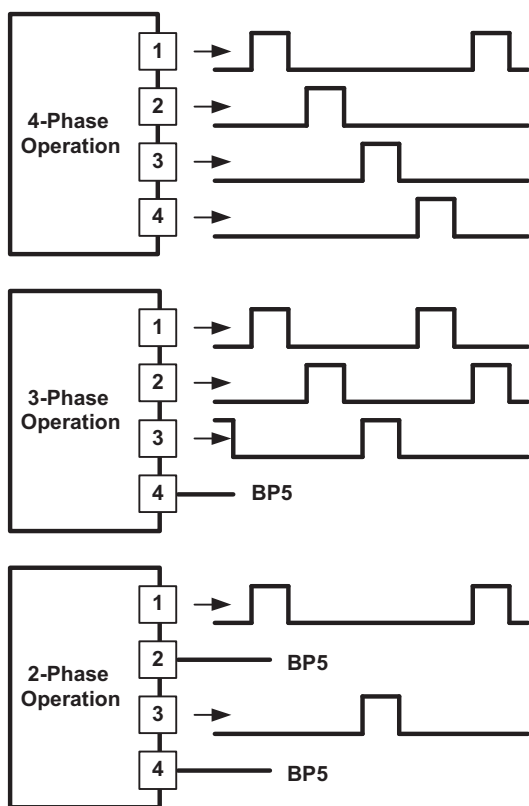 1
2
4-Phase
Operation
3
4
1
2
3-Phase
Operation
3
4 BP5
1
2 BP5
2-Phase
Operation
3
4 BP5